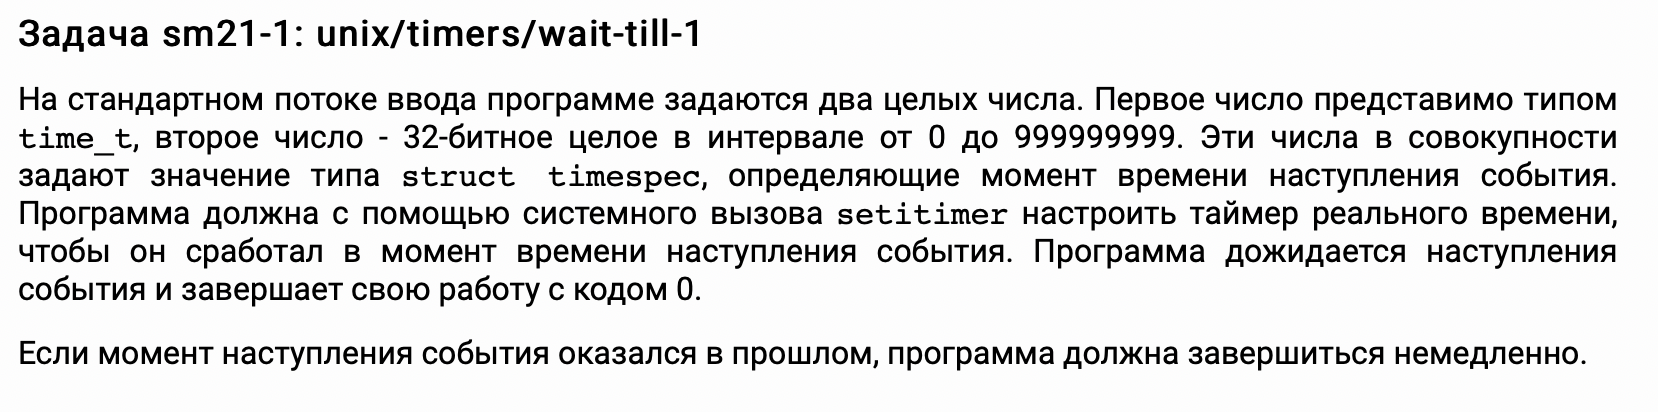 Задача sm21-1: unix/timers/wait-till-1
На стандартном потоке ввода программе задаются два целых числа. Первое число представимо типом
time_t, второе число - 32-битное целое в интервале от 0 до 999999999. Эти числа в совокупности
задают значение типа struct timespec, определяющие момент времени наступления события.
Программа должна с помощью системного вызова setitimer настроить таймер реального времени,
чтобы он сработал в момент времени наступления события. Программа дожидается наступления
события и завершает свою работу с кодом 0.
Если момент наступления события оказался в прошлом, программа должна завершиться немедленно.